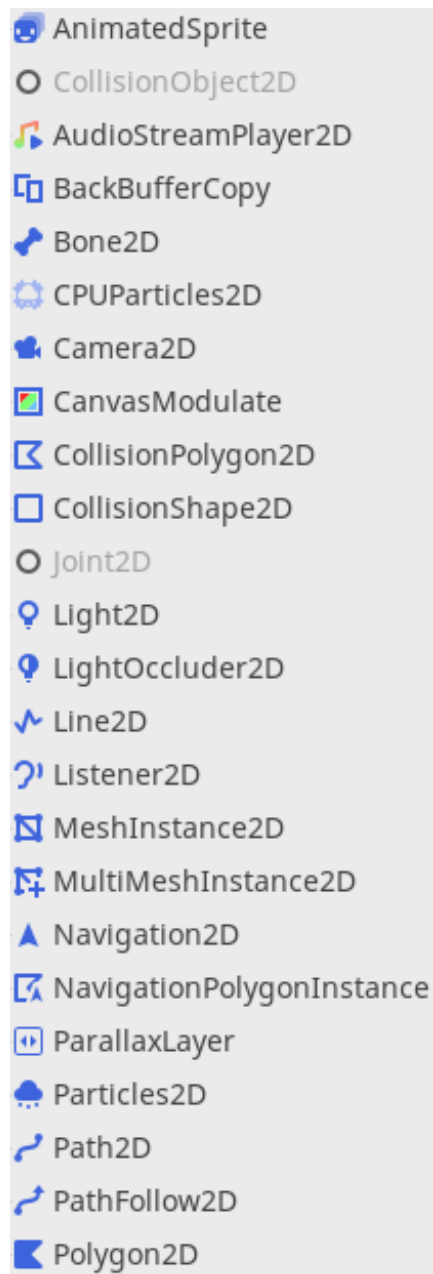 AnimatedSprite
CollisionObject2D
AudioStreamPlayer2D
BackBufferCopy
Bone2D
CPUParticles2D
Camera2D
CanvasModulate
CollisionPolygon2D
CollisionShape2D
Joint2D
Light2D
LightOccluder2D
Line2D
Listener2D
MeshInstance2D
MultiMeshInstance2D
Navigation2D
NavigationPolygonInstance
ParallaxLayer
Particles2D
Path2D
PathFollow2D
Polygon2D